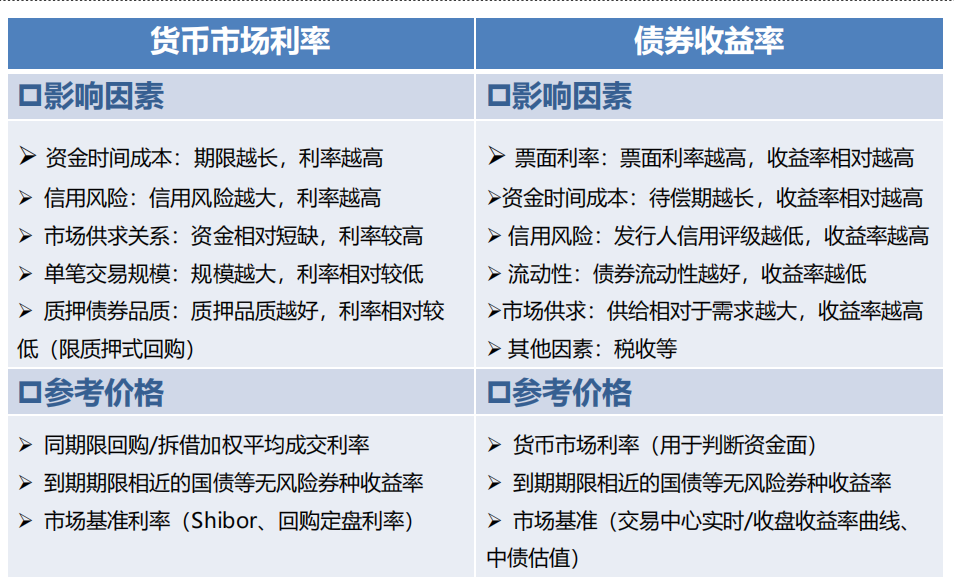 货币市场利率
债券收益率
影响因素
影响因素
资金时间成本：期限越长，利率越高
信用风险：信用风险越大，利率越高
市场供求关系：资金相对短缺，利率较高
单笔交易规模：规模越大，利率相对较低
质押债券品质：质押品质越好，利率相对较
低（限质押式回购）
票面利率：票面利率越高，收益率相对越高
资金时间成本：待偿期越长，收益率相对越高
信用风险：发行人信用评级越低，收益率越高
流动性：债券流动性越好，收益率越低
市场供求：供给相对于需求越大，收益率越高
其他因素：税收等
参考价格
参考价格
同期限回购/拆借加权平均成交利率
到期期限相近的国债等无风险券种收益率
市场基准利率（Shibor、回购定盘利率）
货币市场利率（用于判断资金面）
到期期限相近的国债等无风险券种收益率
市场基准（交易中心实时/收盘收益率曲线、
中债估值）